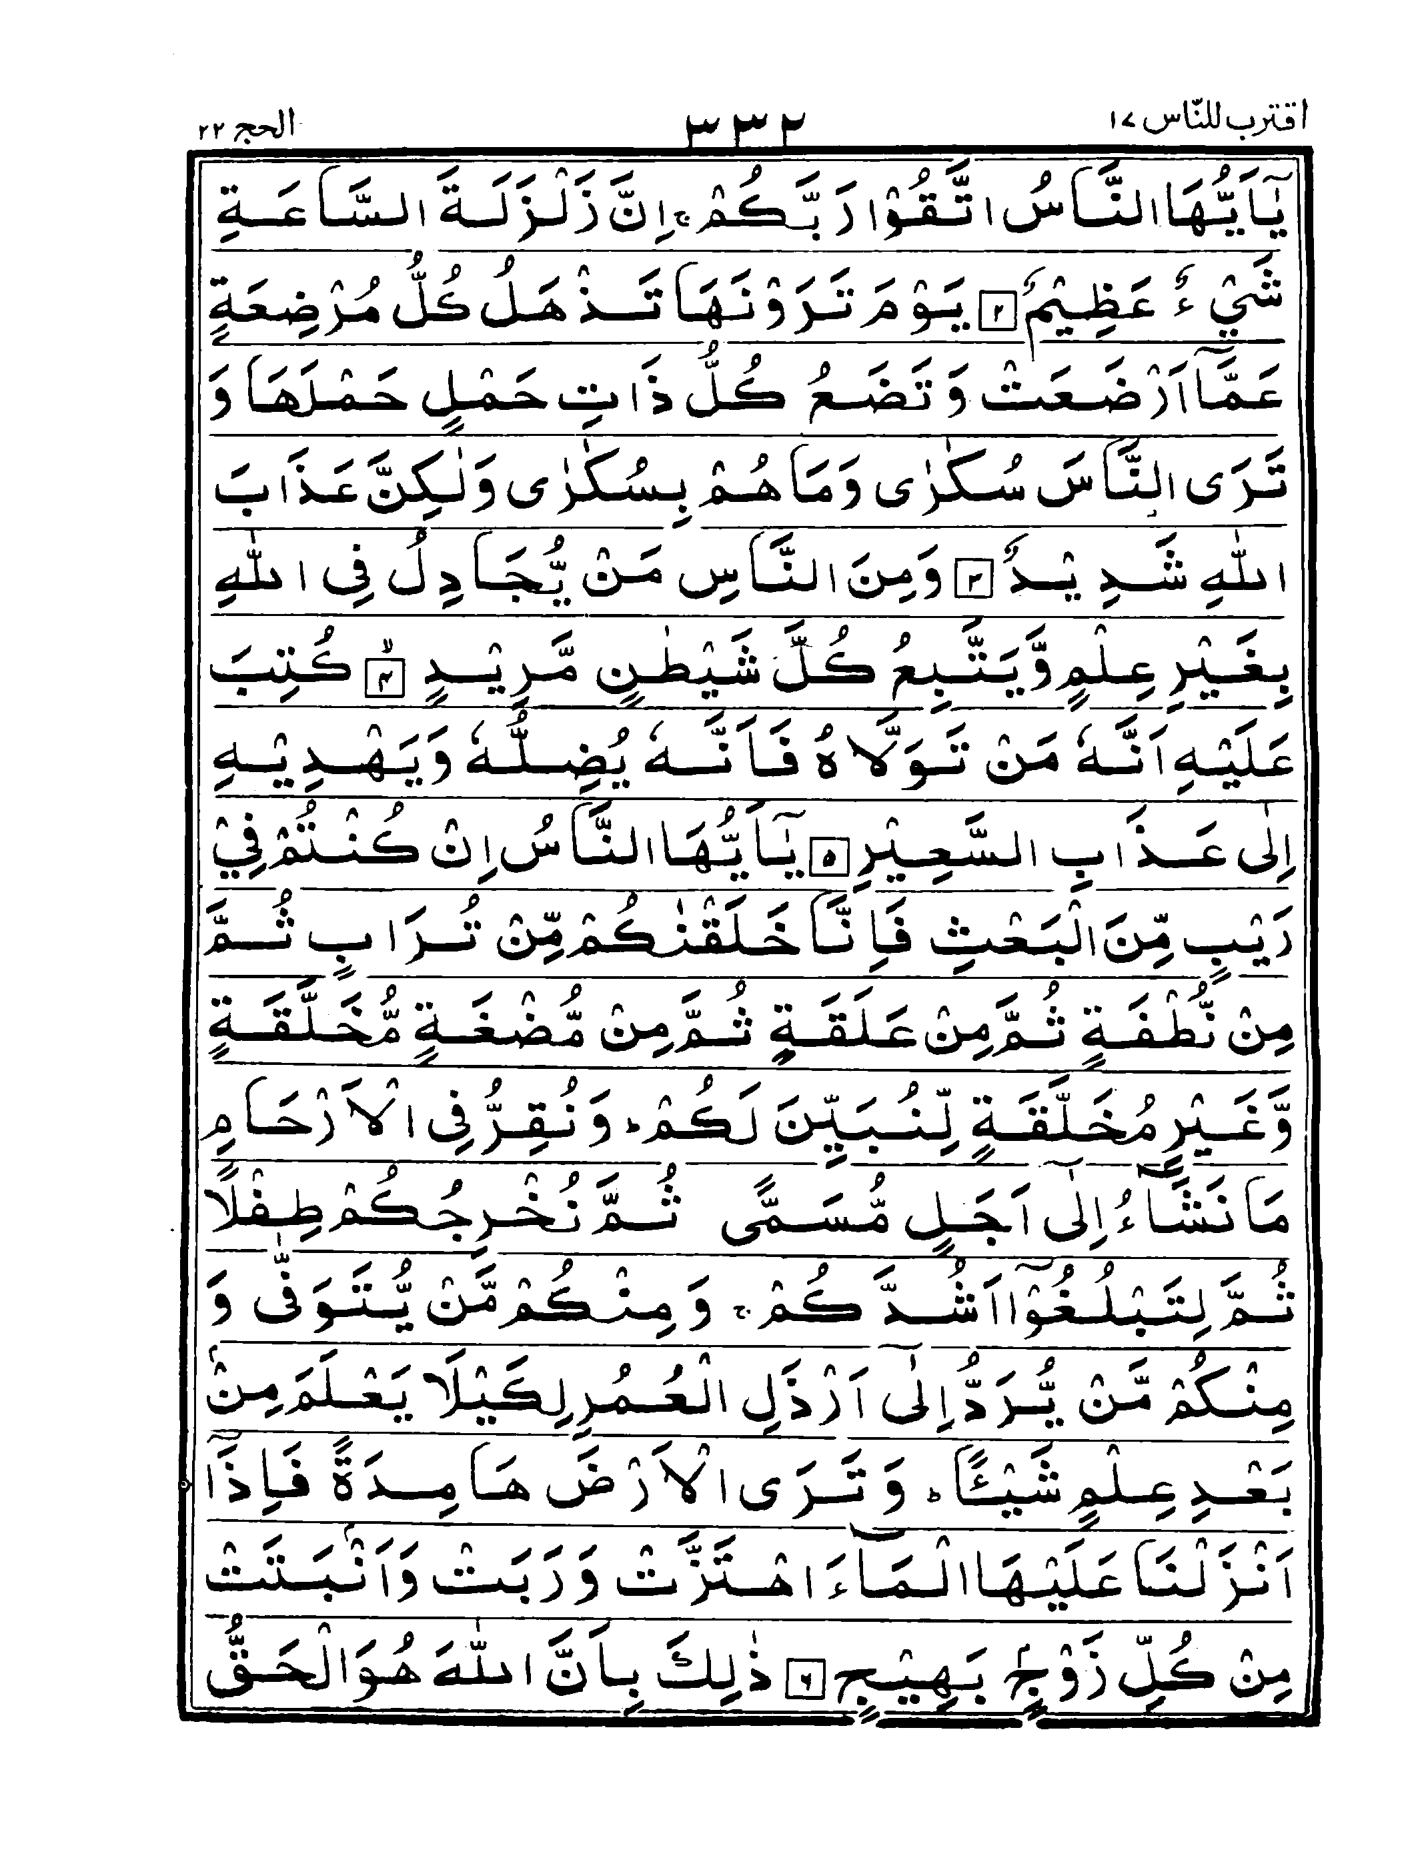 اقترب للنّاس ١٧
٣٣٢
الحج ٢٢
يٰۤاَيُّهَا النَّاسُ اتَّقُوْا رَبَّكُمْ ۚ اِنَّ زَلْزَلَةَ السَّاعَةِ
شَيْءٌ عَظِيْمٌ ٢ يَوْمَ تَرَوْنَهَا تَذْهَلُ كُلُّ مُرْضِعَةٍ
عَمَّاۤ اَرْضَعَتْ وَتَضَعُ كُلُّ ذَاتِ حَمْلٍ حَمْلَهَا وَ
تَرَى النَّاسَ سُكٰرٰى وَمَا هُمْ بِسُكٰرٰى وَلٰكِنَّ عَذَابَ
اللّٰهِ شَدِيْدٌ ٣ وَمِنَ النَّاسِ مَنْ يُّجَادِلُ فِى اللّٰهِ
بِغَيْرِ عِلْمٍ وَّيَتَّبِعُ كُلَّ شَيْطٰنٍ مَّرِيْدٍ ۙ ٤ كُتِبَ
عَلَيْهِ اَنَّهٗ مَنْ تَوَلَّاهُ فَاَنَّهٗ يُضِلُّهٗ وَيَهْدِيْهِ
اِلٰى عَذَابِ السَّعِيْرِ ٥ يٰۤاَيُّهَا النَّاسُ اِنْ كُنْتُمْ فِيْ
رَيْبٍ مِّنَ الْبَعْثِ فَاِنَّا خَلَقْنٰكُمْ مِّنْ تُرَابٍ ثُمَّ
مِنْ نُّطْفَةٍ ثُمَّ مِنْ عَلَقَةٍ ثُمَّ مِنْ مُّضْغَةٍ مُّخَلَّقَةٍ
وَّغَيْرِ مُخَلَّقَةٍ لِّنُبَيِّنَ لَكُمْ ؕ وَنُقِرُّ فِى الْاَرْحَامِ
مَا نَشَآءُ اِلٰۤى اَجَلٍ مُّسَمًّى ثُمَّ نُخْرِجُكُمْ طِفْلًا
ثُمَّ لِتَبْلُغُوْۤا اَشُدَّكُمْ ۚ وَمِنْكُمْ مَّنْ يُّتَوَفّٰى وَ
مِنْكُمْ مَّنْ يُّرَدُّ اِلٰۤى اَرْذَلِ الْعُمُرِ لِكَيْلَا يَعْلَمَ مِنْۢ
بَعْدِ عِلْمٍ شَيْـًٔا ؕ وَتَرَى الْاَرْضَ هَامِدَةً فَاِذَاۤ
اَنْزَلْنَا عَلَيْهَا الْمَآءَ اهْتَزَّتْ وَرَبَتْ وَاَنْۢبَتَتْ
مِنْ كُلِّ زَوْجٍۭ بَهِيْجٍ ٦ ذٰلِكَ بِاَنَّ اللّٰهَ هُوَ الْحَقُّ